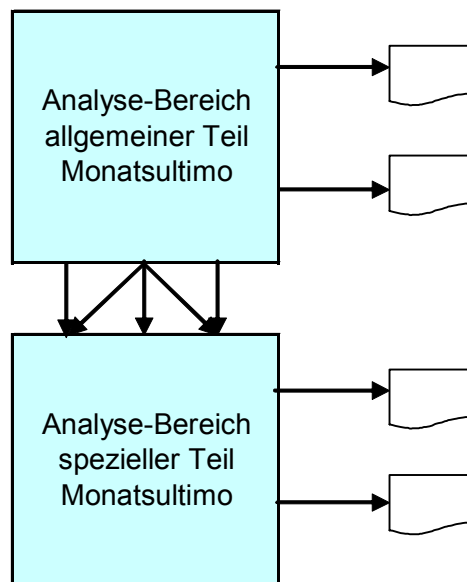 Analyse-Bereich
allgemeiner Teil
Monatsultimo
Analyse-Bereich
spezieller Teil
Monatsultimo